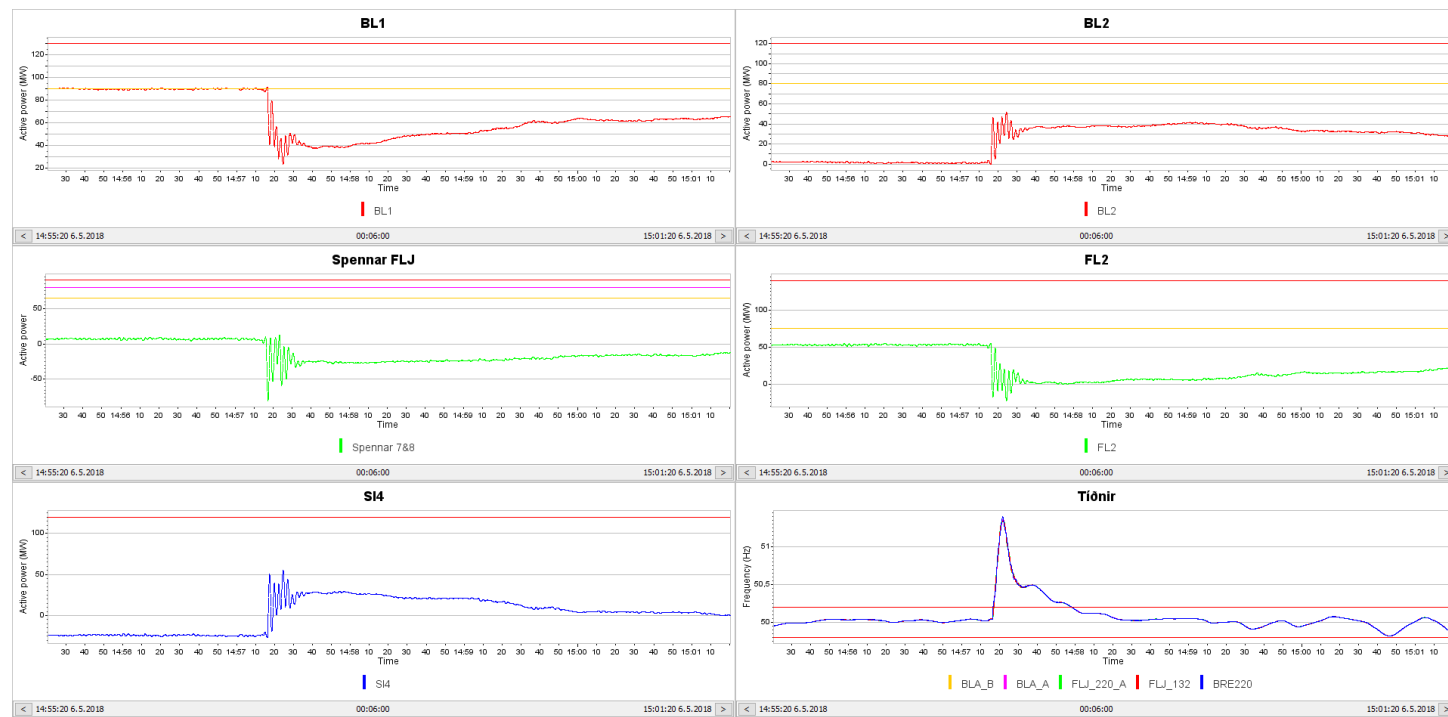 BL1
Active power (MW)
120
100
80
60
40
20
30 40 50 14:56 10 20 30 40 50 14:57 10 20 30 40 50 14:58 10 20 30 40 50 14:59 10 20 30 40 50 15:00 10 20 30 40 50 15:01 10
Time
BL1
< 14:55:20 6.5.2018 00:06:00 15:01:20 6.5.2018 >
BL2
Active power (MW)
120
100
80
60
40
20
0
30 40 50 14:56 10 20 30 40 50 14:57 10 20 30 40 50 14:58 10 20 30 40 50 14:59 10 20 30 40 50 15:00 10 20 30 40 50 15:01 10
Time
BL2
< 14:55:20 6.5.2018 00:06:00 15:01:20 6.5.2018 >
Spennar FLJ
Active power
50
0
-50
30 40 50 14:56 10 20 30 40 50 14:57 10 20 30 40 50 14:58 10 20 30 40 50 14:59 10 20 30 40 50 15:00 10 20 30 40 50 15:01 10
Time
Spennar 7&8
< 14:55:20 6.5.2018 00:06:00 15:01:20 6.5.2018 >
FL2
Active power (MW)
100
50
0
30 40 50 14:56 10 20 30 40 50 14:57 10 20 30 40 50 14:58 10 20 30 40 50 14:59 10 20 30 40 50 15:00 10 20 30 40 50 15:01 10
Time
FL2
< 14:55:20 6.5.2018 00:06:00 15:01:20 6.5.2018 >
SI4
Active power (MW)
100
50
0
30 40 50 14:56 10 20 30 40 50 14:57 10 20 30 40 50 14:58 10 20 30 40 50 14:59 10 20 30 40 50 15:00 10 20 30 40 50 15:01 10
Time
SI4
< 14:55:20 6.5.2018 00:06:00 15:01:20 6.5.2018 >
Tíðnir
Frequency (Hz)
51
50,5
50
30 40 50 14:56 10 20 30 40 50 14:57 10 20 30 40 50 14:58 10 20 30 40 50 14:59 10 20 30 40 50 15:00 10 20 30 40 50 15:01 10
Time
BLA_B BLA_A FLJ_220_A FLJ_132 BRE220
< 14:55:20 6.5.2018 00:06:00 15:01:20 6.5.2018 >